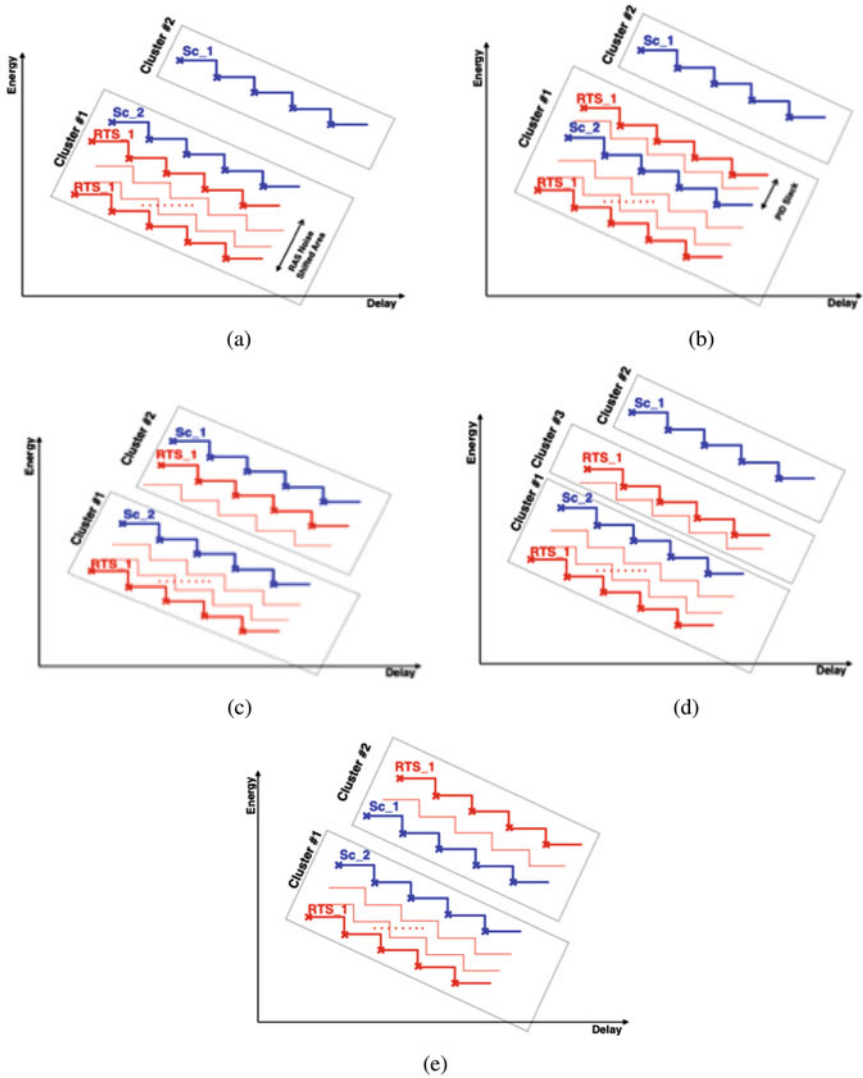 Energy
Cluster #2
Sc_1
Cluster #1
Sc_2
RTS_1
RTS_1
RAS Noise
Shifted Area
Delay
(a)
Energy
Cluster #2
Sc_1
Cluster #1
RTS_1
Sc_2
RTS_1
PID Slack
Delay
(b)
Energy
Cluster #2
Sc_1
RTS_1
Cluster #1
Sc_2
RTS_1
Delay
(c)
Energy
Cluster #2
Sc_1
Cluster #3
RTS_1
Cluster #1
Sc_2
RTS_1
Delay
(d)
Energy
Cluster #2
RTS_1
Sc_1
Cluster #1
Sc_2
RTS_1
Delay
(e)